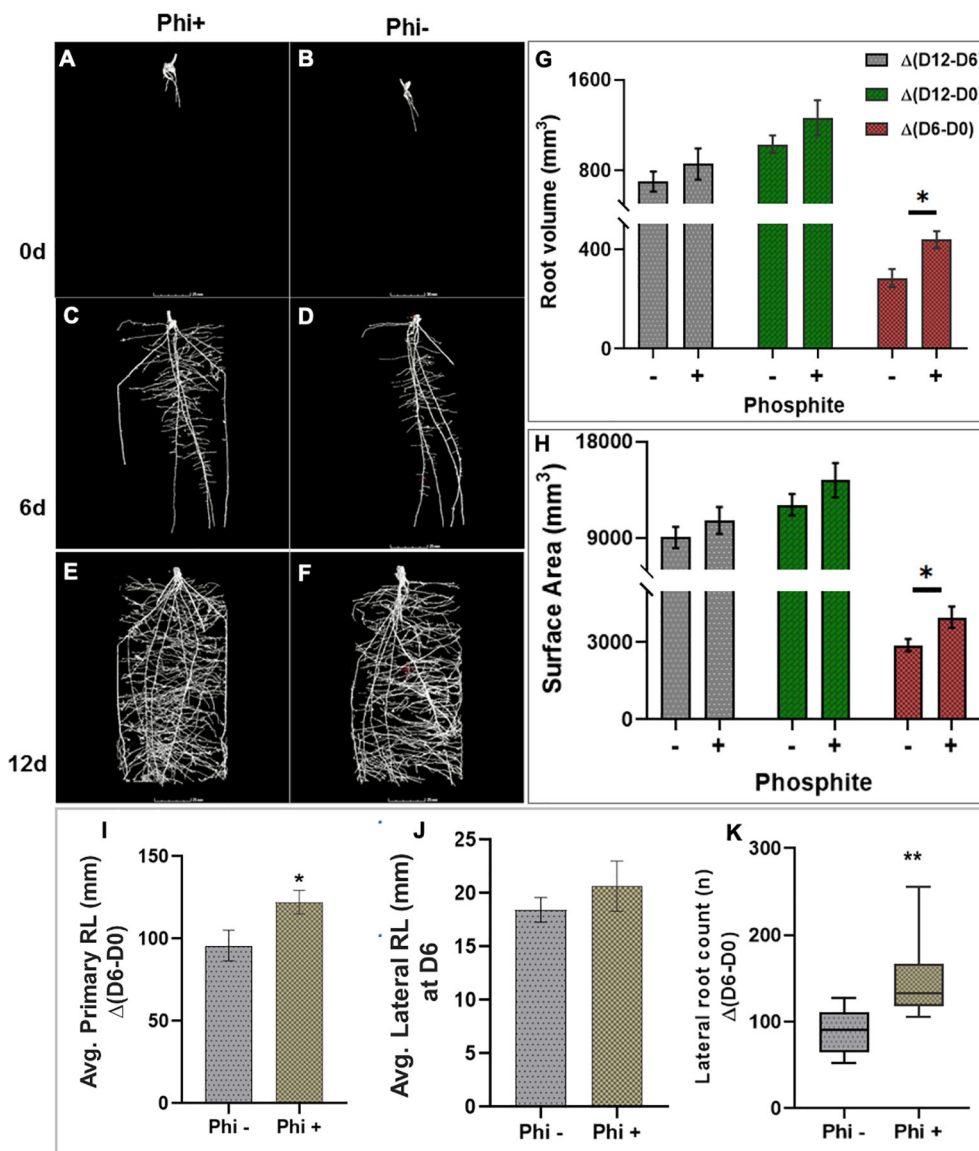 Phi+
Phi-
A
B
0d
C
D
6d
E
F
12d
G
Δ(D12-D6)
Δ(D12-D0)
Δ(D6-D0)
Root volume (mm³)
1600
800
400
0
*
- + - + - +
Phosphite
H
Surface Area (mm³)
18000
9000
3000
0
*
- + - + - +
Phosphite
I
Avg. Primary RL (mm)
Δ(D6-D0)
150
100
50
0
*
Phi - Phi +
J
Avg. Lateral RL (mm)
at D6
25
20
15
10
5
0
Phi - Phi +
K
Lateral root count (n)
Δ(D6-D0)
300
200
100
0
**
Phi - Phi +